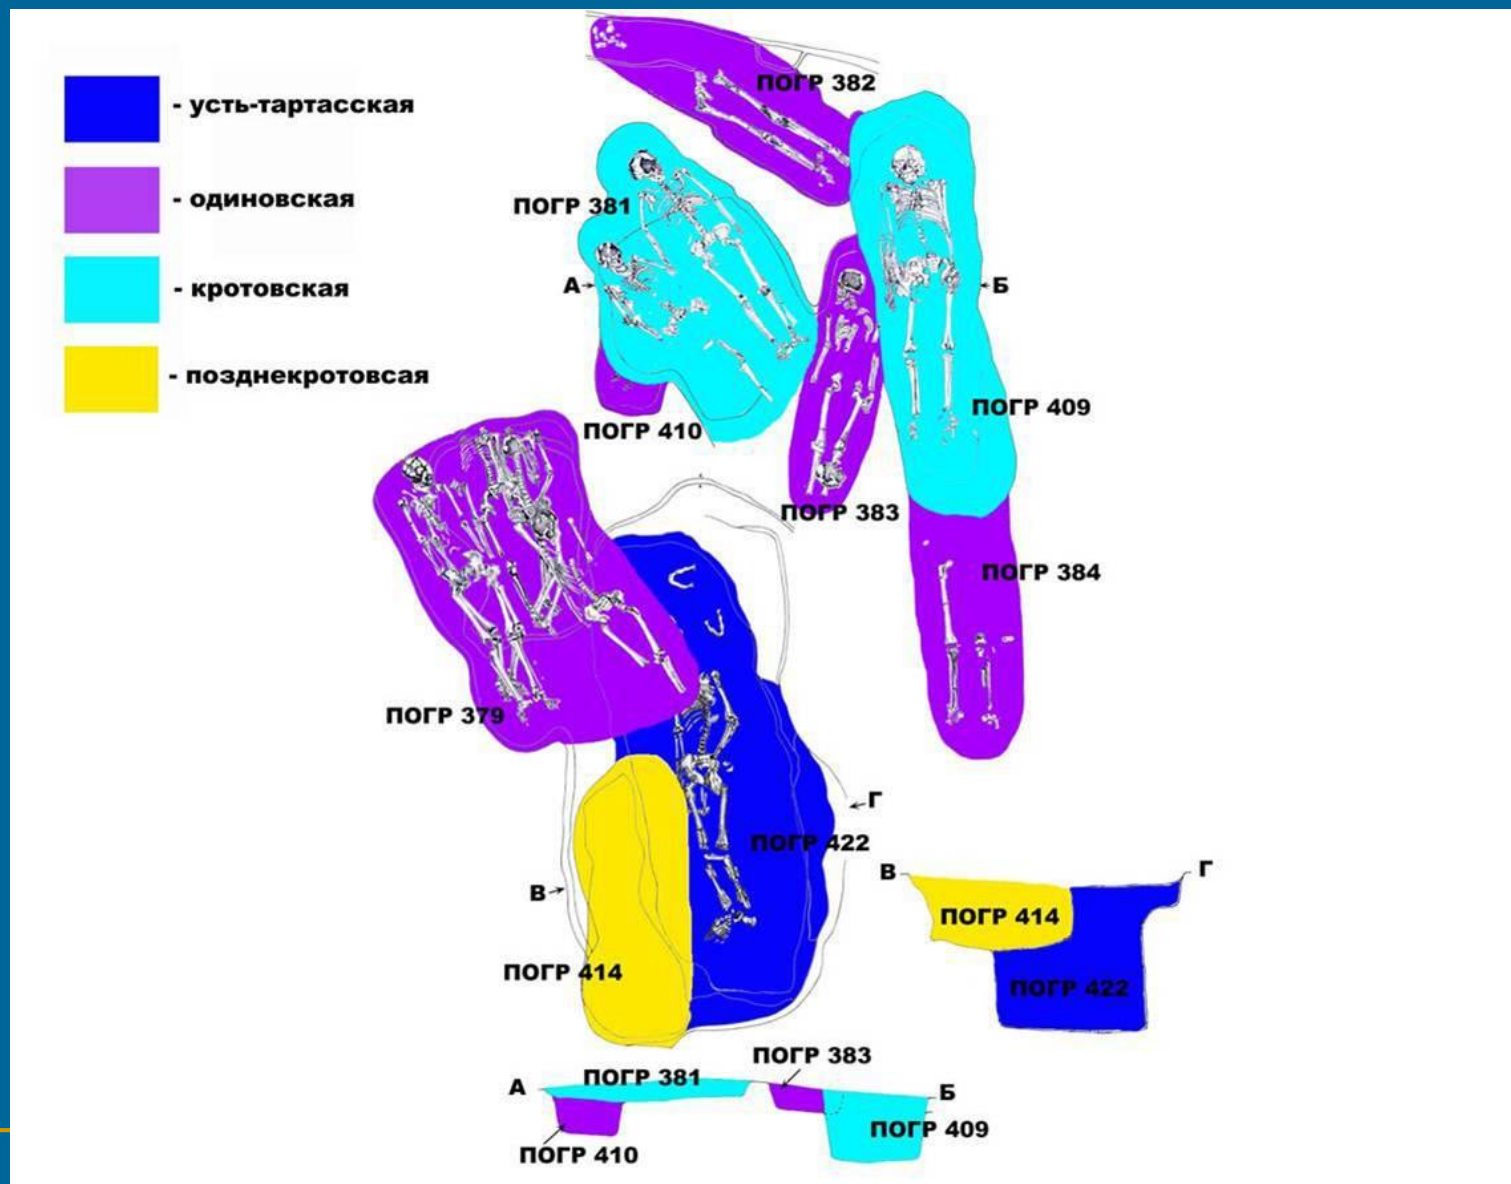 - усть-тартасская
- одиновская
- кротовская
- позднекротовсая
ПОГР 382
ПОГР 381
А
Б
ПОГР 409
ПОГР 410
ПОГР 383
ПОГР 384
ПОГР 379
Г
ПОГР 422
В
ПОГР 414
В
Г
ПОГР 414
ПОГР 422
ПОГР 383
А
ПОГР 381
Б
ПОГР 409
ПОГР 410